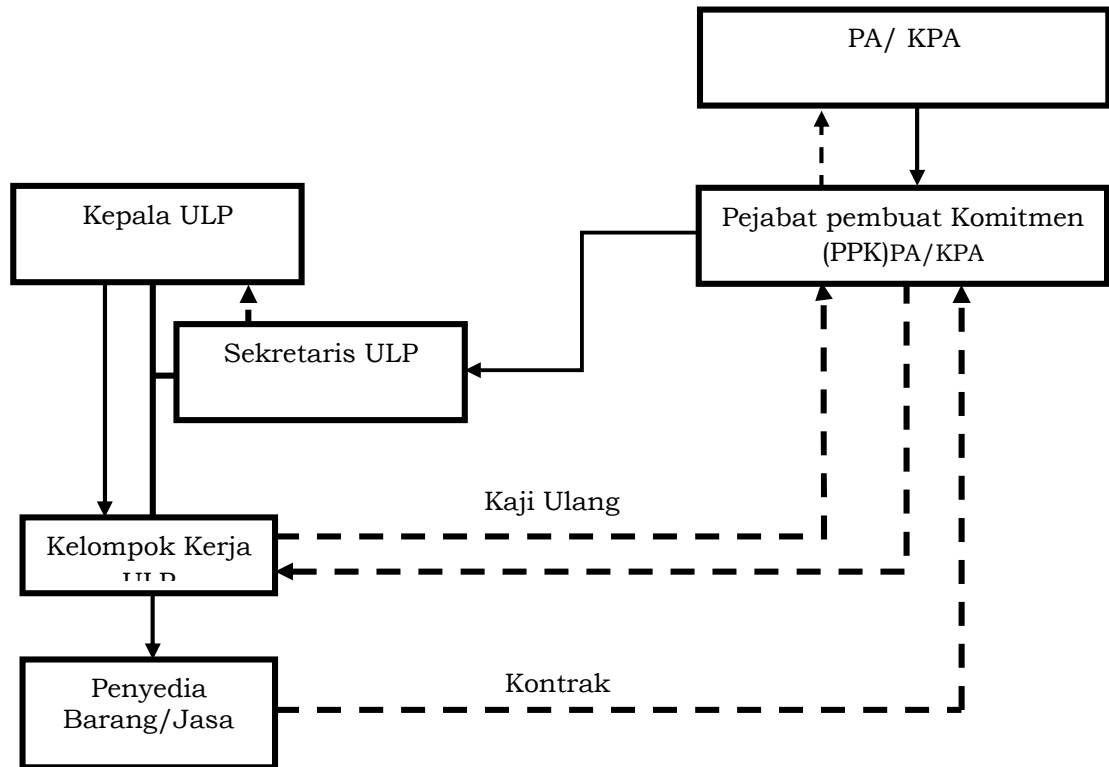 PA/ KPA
Kepala ULP
Pejabat pembuat Komitmen
(PPK)PA/KPA
Sekretaris ULP
Kaji Ulang
Kelompok Kerja
ULP
Penyedia
Barang/Jasa
Kontrak